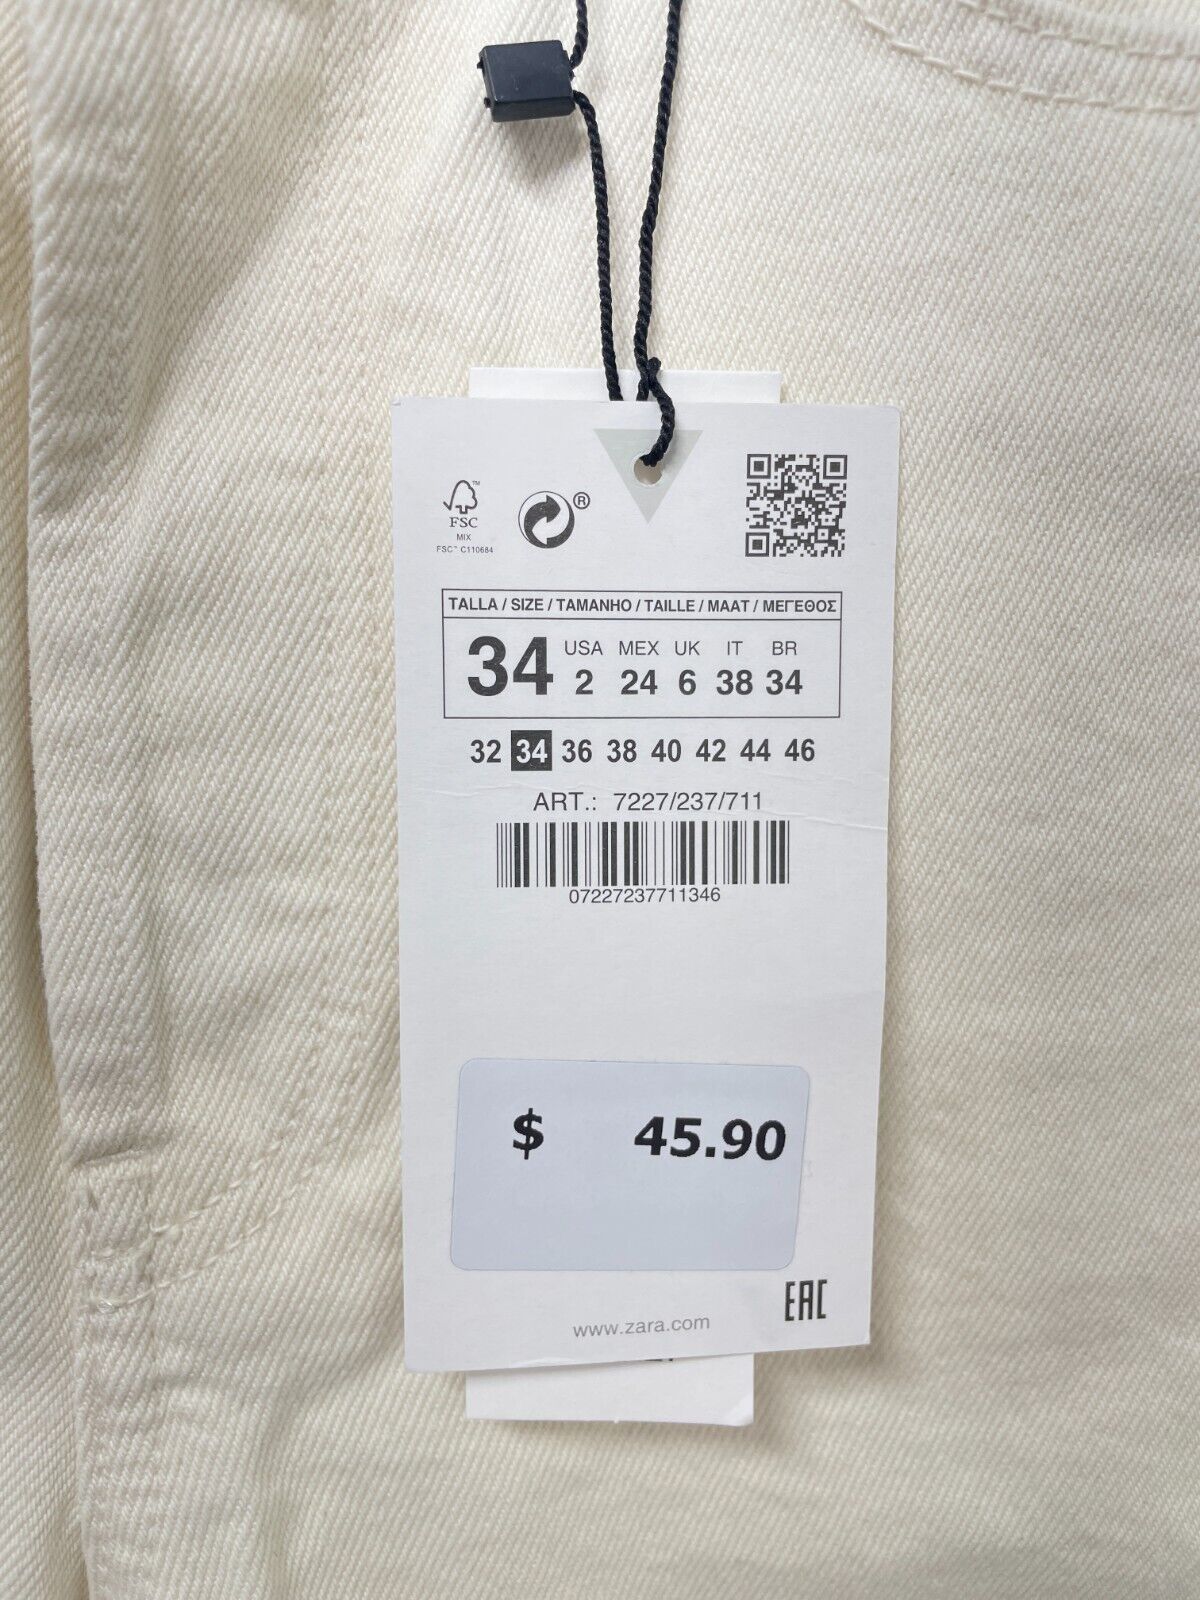 FSC™
MIX
FSC™ C110684
®
TALLA / SIZE / TAMANHO / TAILLE / MAAT / ΜΕΓΕΘΟΣ
34
USA MEX UK IT BR
2 24 6 38 34
32 34 36 38 40 42 44 46
ART.: 7227/237/711
07227237711346
$ 45.90
EAC
www.zara.com